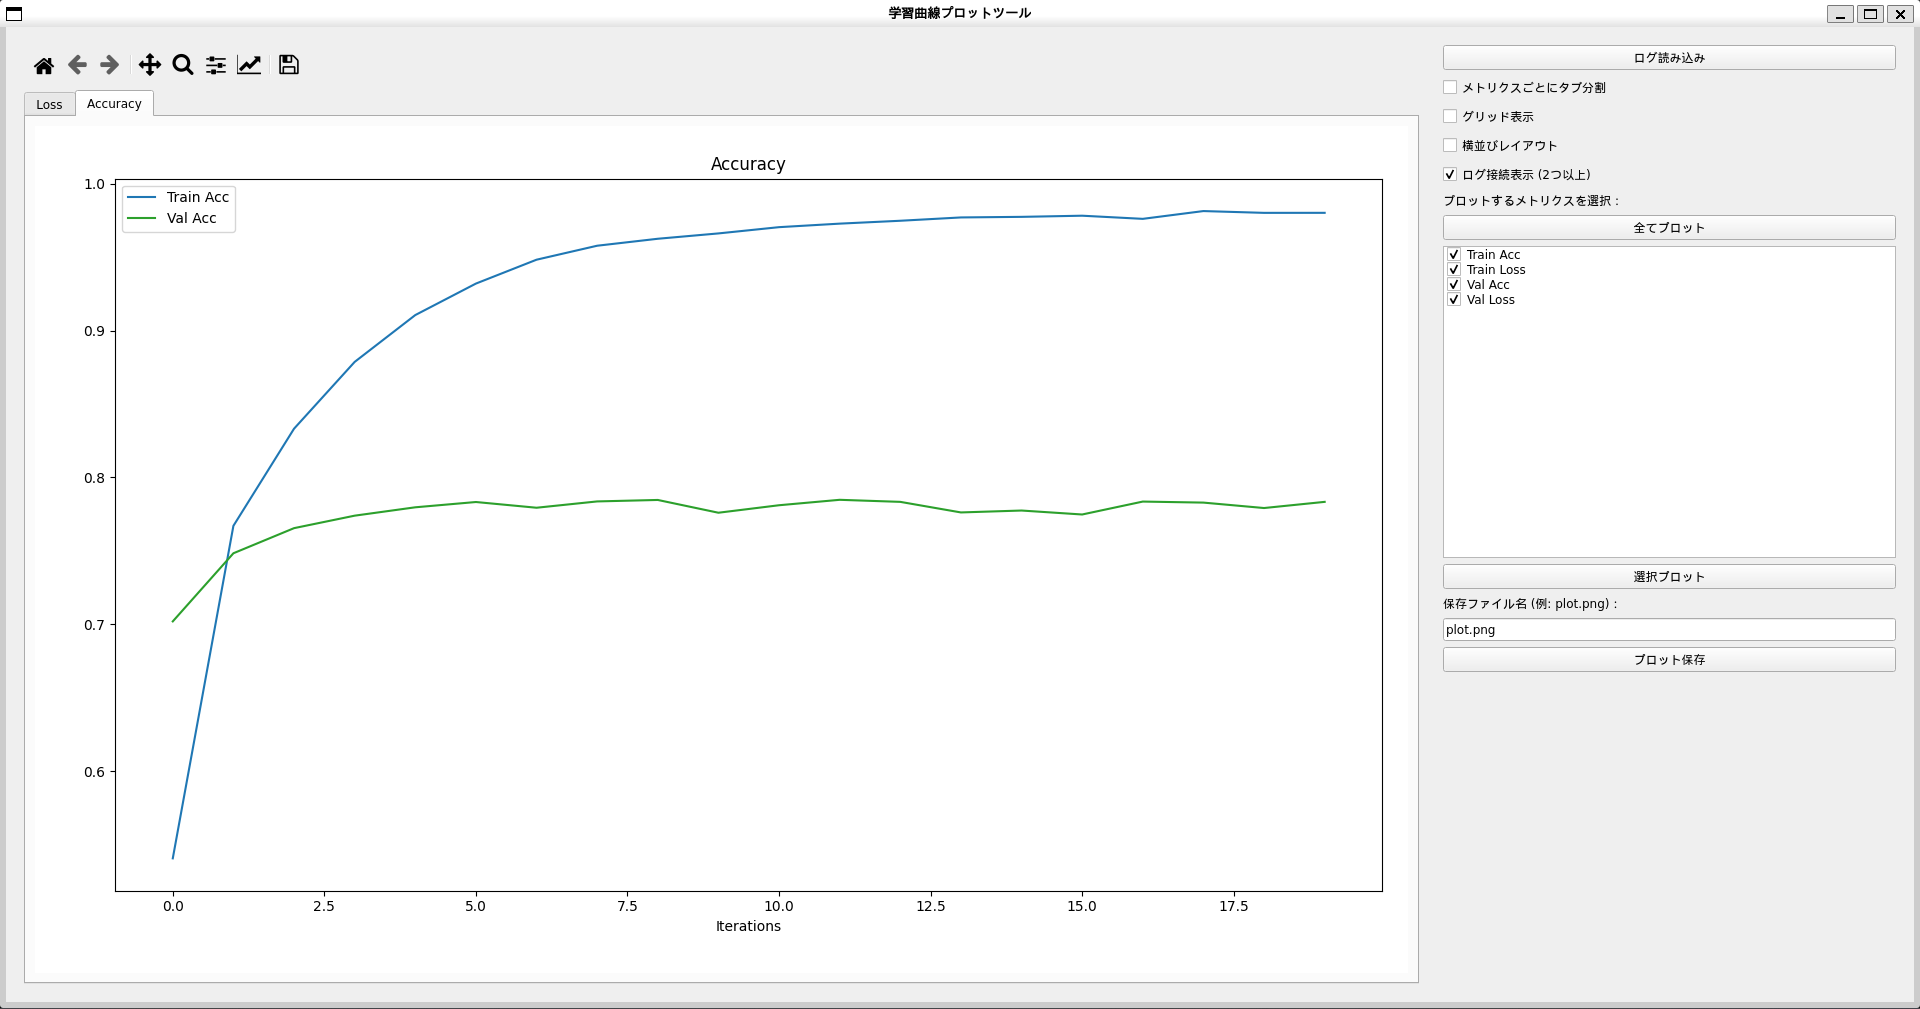 学習曲線プロットツール
Loss
Accuracy
Accuracy
Train Acc
Val Acc
1.0
0.9
0.8
0.7
0.6
0.0 2.5 5.0 7.5 10.0 12.5 15.0 17.5
Iterations
ログ読み込み
メトリクスごとにタブ分割
グリッド表示
横並びレイアウト
ログ接続表示 (2つ以上)
プロットするメトリクスを選択：
全てプロット
Train Acc
Train Loss
Val Acc
Val Loss
選択プロット
保存ファイル名 (例: plot.png)：
plot.png
プロット保存